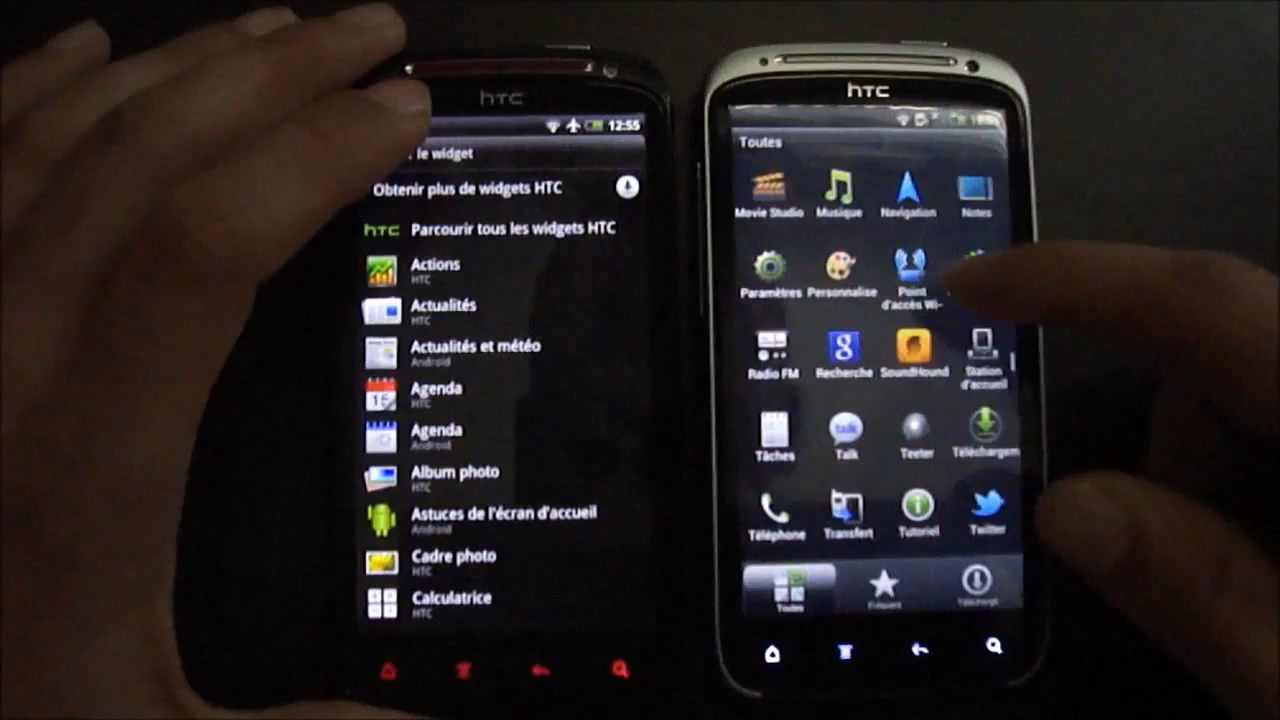 hTC
12:55
le widget
Obtenir plus de widgets HTC
hTC Parcourir tous les widgets HTC
Actions
HTC
Actualités
HTC
Actualités et météo
Android
Agenda
HTC
Agenda
Android
Album photo
HTC
Astuces de l'écran d'accueil
Android
Cadre photo
HTC
Calculatrice
HTC
hTC
Toutes
Movie Studio Musique Navigation Notes
Paramètres Personnalise Point
d'accès Wi-
Radio FM Recherche SoundHound Station
d'accueil
talk
Tâches Talk Teeter Téléchargem
Téléphone Transfert Tutoriel Twitter
Toutes Fréquent